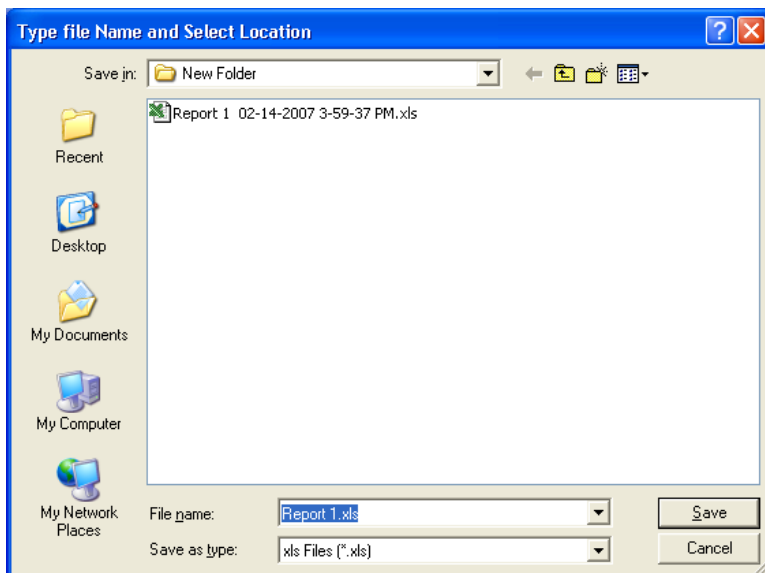 Type file Name and Select Location
Save in: New Folder
Report 1 02-14-2007 3-59-37 PM.xls
Recent
Desktop
My Documents
My Computer
My Network
Places
File name: Report 1.xls Save
Save as type: xls Files (*.xls) Cancel